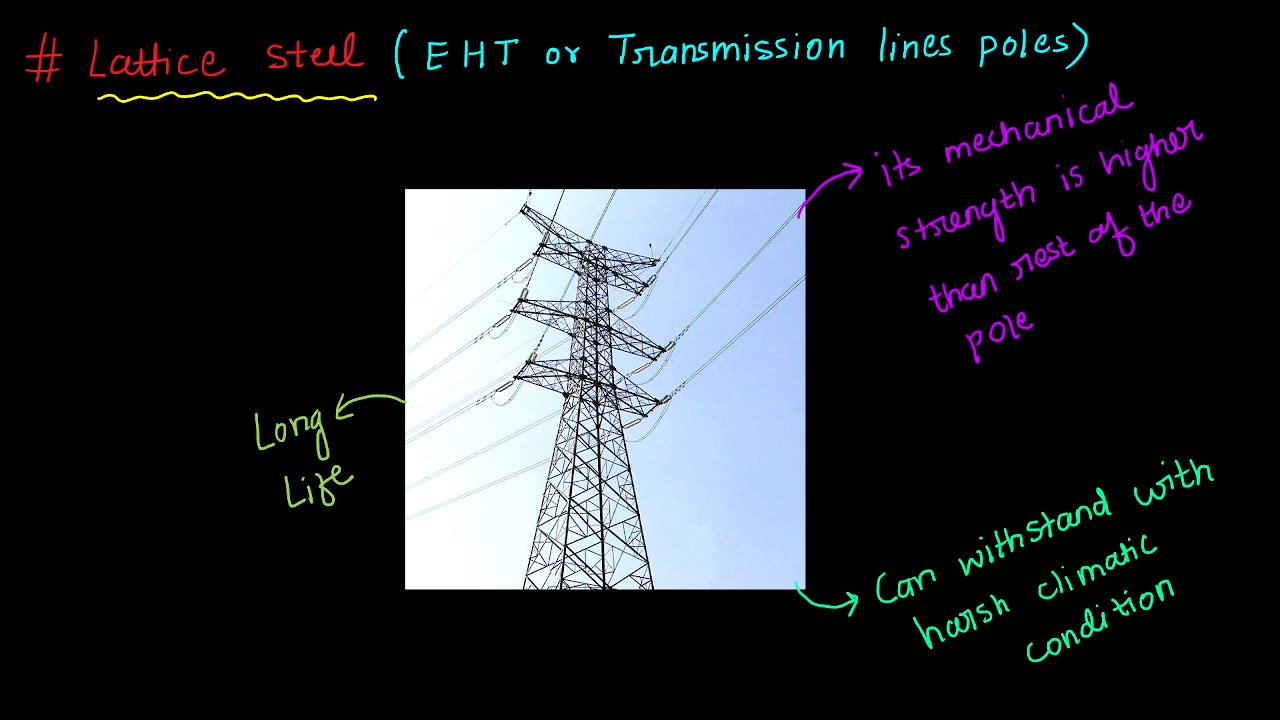 # Lattice steel ( EHT or Transmission lines poles)
its mechanical
strength is higher
than rest of the
pole
Long
Life
Can withstand with
harsh climatic
condition